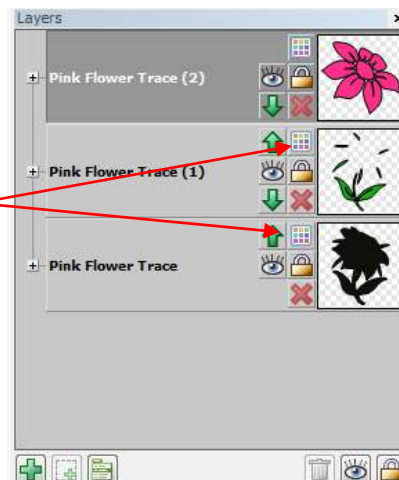 Layers
Pink Flower Trace (2)
Pink Flower Trace (1)
Pink Flower Trace